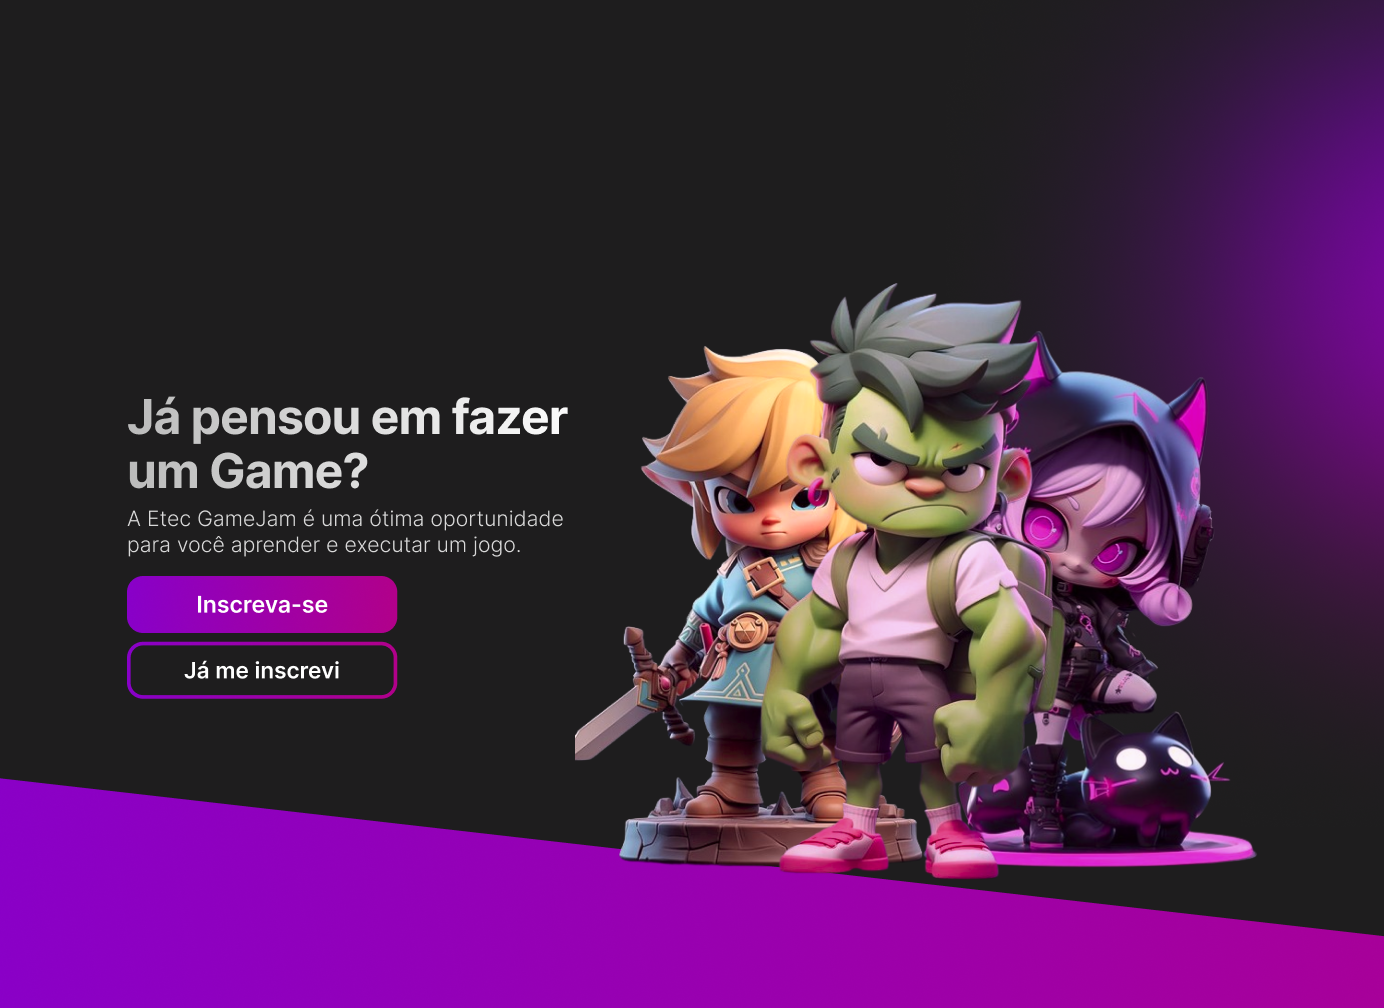 Já pensou em fazer
um Game?
A Etec GameJam é uma ótima oportunidade
para você aprender e executar um jogo.
Inscreva-se
Já me inscrevi